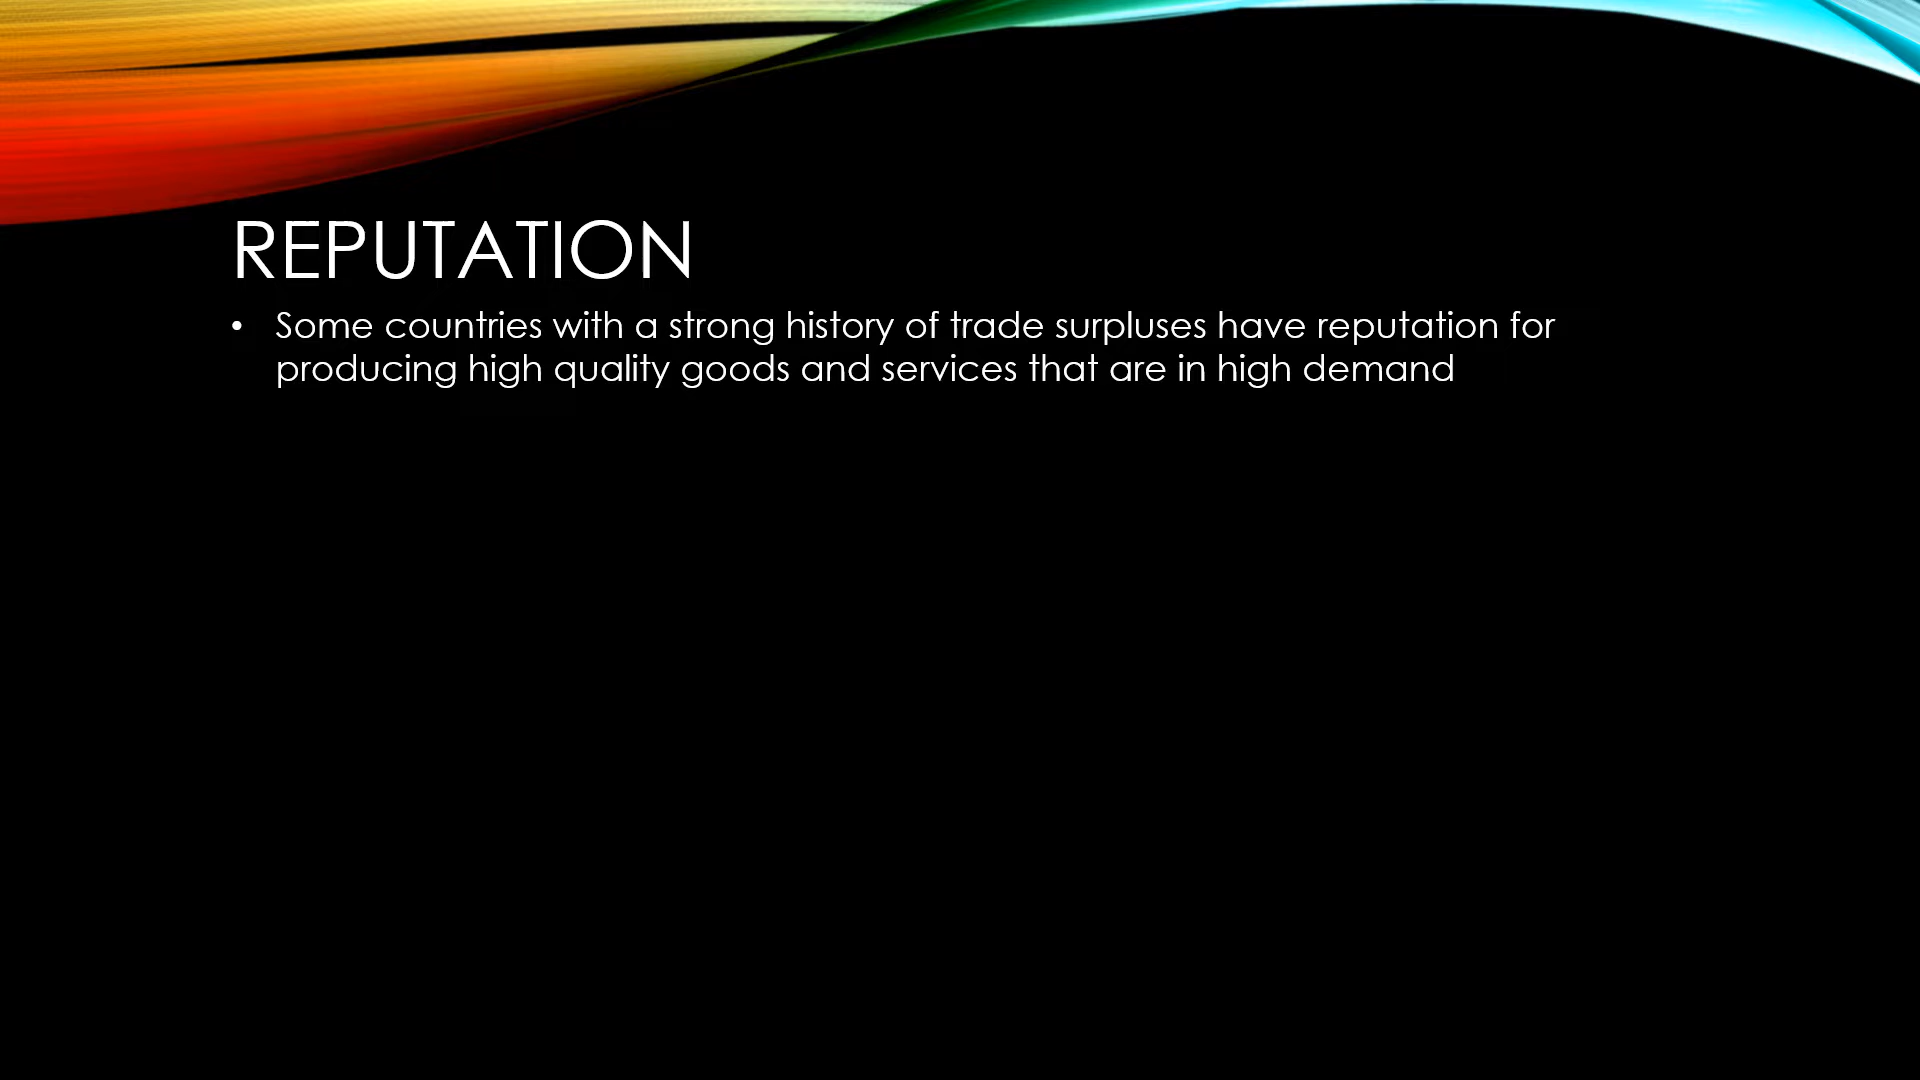 REPUTATION
• Some countries with a strong history of trade surpluses have reputation for
producing high quality goods and services that are in high demand